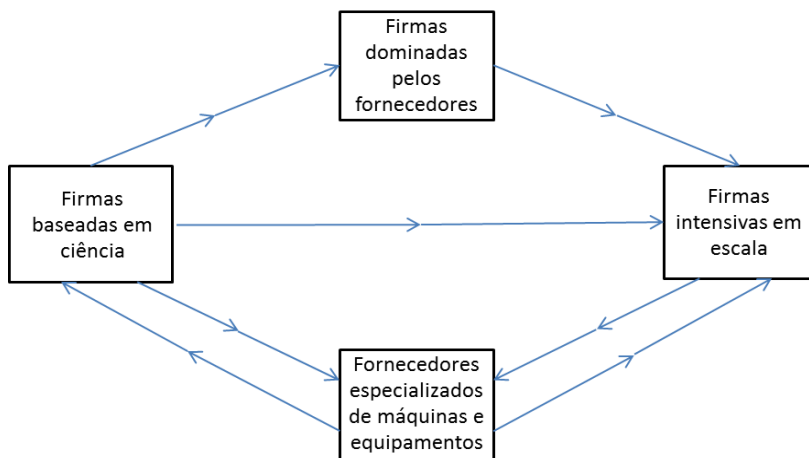 Firmas
dominadas
pelos
fornecedores
Firmas
baseadas em
ciência
Firmas
intensivas em
escala
Fornecedores
especializados
de máquinas e
equipamentos